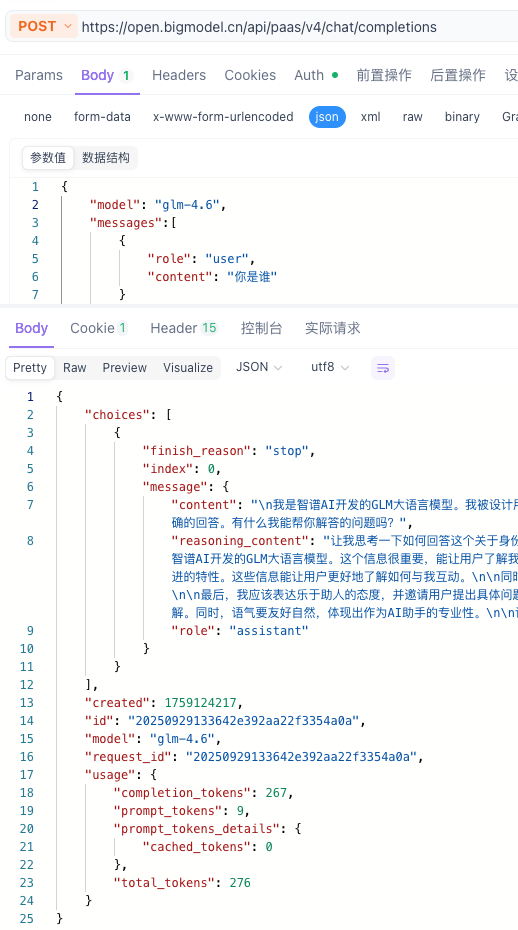 POST https://open.bigmodel.cn/api/paas/v4/chat/completions
Params Body 1 Headers Cookies Auth 前置操作 后置操作 设
none form-data x-www-form-urlencoded json xml raw binary Gra
参数值 数据结构
1 {
2 "model": "glm-4.6",
3 "messages":[
4 {
5 "role": "user",
6 "content": "你是谁"
7 }
Body Cookie 1 Header 15 控制台 实际请求
Pretty Raw Preview Visualize JSON utf8
1 {
2 "choices": [
3 {
4 "finish_reason": "stop",
5 "index": 0,
6 "message": {
7 "content": "\n我是智谱AI开发的GLM大语言模型。我被设计用
确的回答。有什么我能帮你解答的问题吗？",
8 "reasoning_content": "让我思考一下如何回答这个关于身份
智谱AI开发的GLM大语言模型。这个信息很重要，能让用户了解我
进的特性。这些信息能让用户更好地了解如何与我互动。\n\n同时
\n\n最后，我应该表达乐于助人的态度，并邀请用户提出具体问题
解。同时，语气要友好自然，体现出作为AI助手的专业性。\n\n
9 "role": "assistant"
10 }
11 }
12 ],
13 "created": 1759124217,
14 "id": "20250929133642e392aa22f3354a0a",
15 "model": "glm-4.6",
16 "request_id": "20250929133642e392aa22f3354a0a",
17 "usage": {
18 "completion_tokens": 267,
19 "prompt_tokens": 9,
20 "prompt_tokens_details": {
21 "cached_tokens": 0
22 },
23 "total_tokens": 276
24 }
25 }